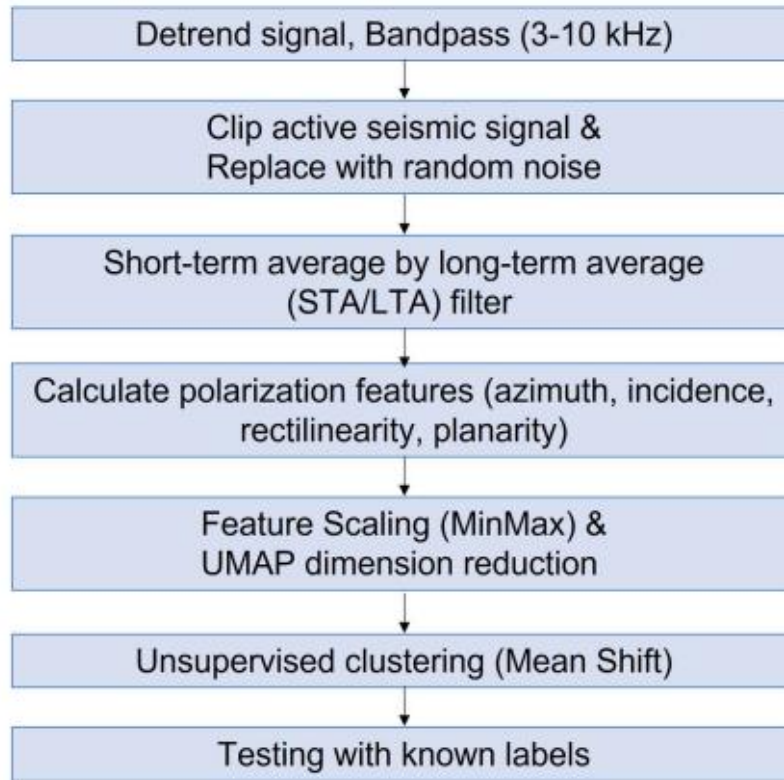 Detrend signal, Bandpass (3-10 kHz)
Clip active seismic signal &
Replace with random noise
Short-term average by long-term average
(STA/LTA) filter
Calculate polarization features (azimuth, incidence,
rectilinearity, planarity)
Feature Scaling (MinMax) &
UMAP dimension reduction
Unsupervised clustering (Mean Shift)
Testing with known labels